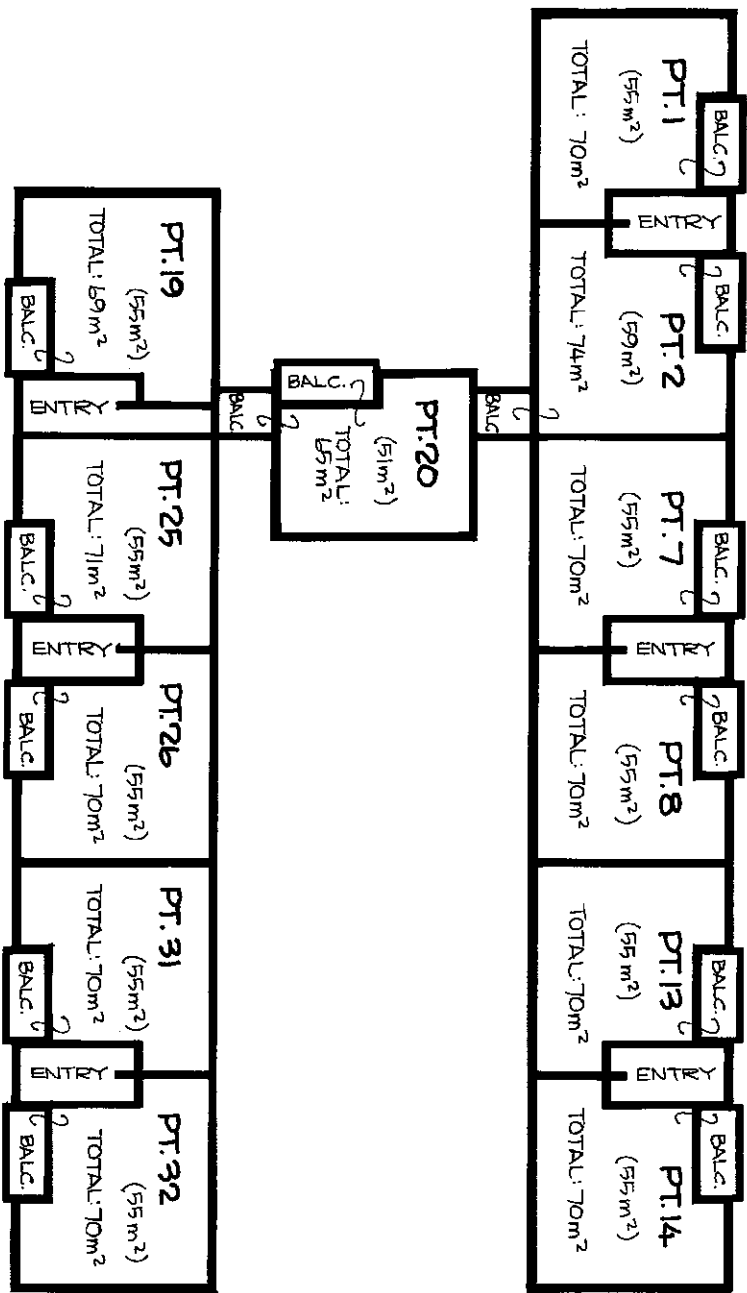 BALC.
PT.1
(55m²)
TOTAL: 70m²
ENTRY
BALC.
PT.2
(59m²)
TOTAL: 74m²
BALC.
PT.7
(55m²)
TOTAL: 70m²
ENTRY
BALC.
PT.8
(55m²)
TOTAL: 70m²
BALC.
PT.13
(55m²)
TOTAL: 70m²
ENTRY
BALC.
PT.14
(55m²)
TOTAL: 70m²
BALC
PT.20
(51m²)
TOTAL:
65m²
BALC.
BALC
PT.19
(55m²)
TOTAL: 69m²
BALC.
ENTRY
PT.25
(55m²)
TOTAL: 71m²
BALC.
ENTRY
PT.26
(55m²)
TOTAL: 70m²
BALC.
PT.31
(55m²)
TOTAL: 70m²
BALC.
ENTRY
PT.32
(55m²)
TOTAL: 70m²
BALC.